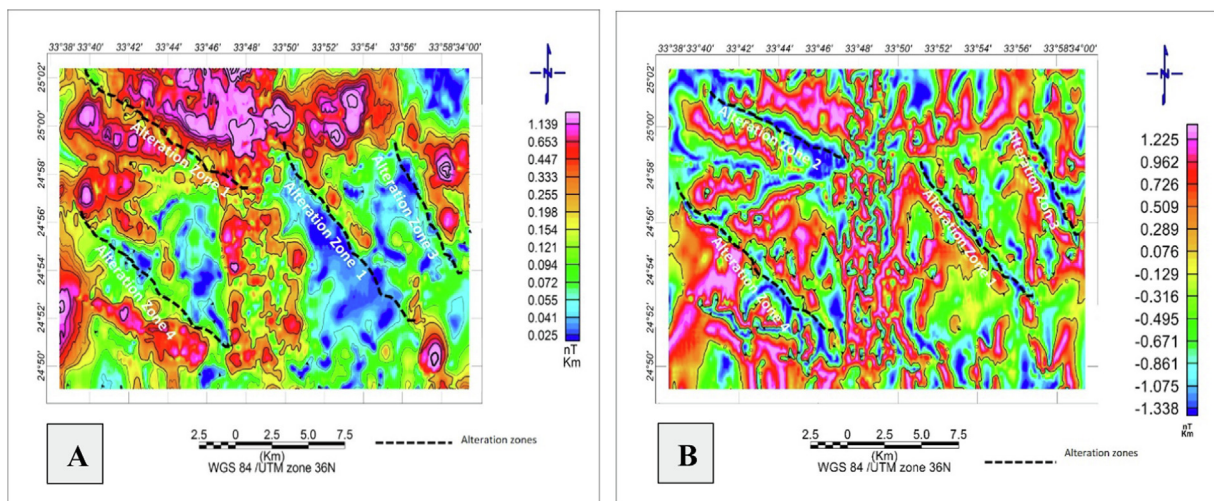 33°38' 33°40' 33°42' 33°44' 33°46' 33°48' 33°50' 33°52' 33°54' 33°56' 33°58' 34°00'
25°02'
25°00'
24°58'
24°56'
24°54'
24°52'
24°50'
Alteration zone 1
Alteration Zone 1
Alteration Zone 3
Alteration Zone 4
N
1.139
0.653
0.447
0.333
0.255
0.198
0.154
0.121
0.094
0.072
0.055
0.041
0.025
nT
Km
A
2.5 0 2.5 5.0 7.5
(Km)
WGS 84 /UTM zone 36N
Alteration zones
33°38' 33°40' 33°42' 33°44' 33°46' 33°48' 33°50' 33°52' 33°54' 33°56' 33°58' 34°00'
25°02'
25°00'
24°58'
24°56'
24°54'
24°52'
24°50'
Alteration Zone 2
Alteration Zone 1
Alteration Zone 3
Alteration Zone 4
N
1.225
0.962
0.726
0.509
0.289
0.076
-0.129
-0.316
-0.495
-0.671
-0.861
-1.075
-1.338
nT
Km
B
2.5 0 2.5 5.0 7.5
(Km)
WGS 84 /UTM zone 36N
Alteration zones